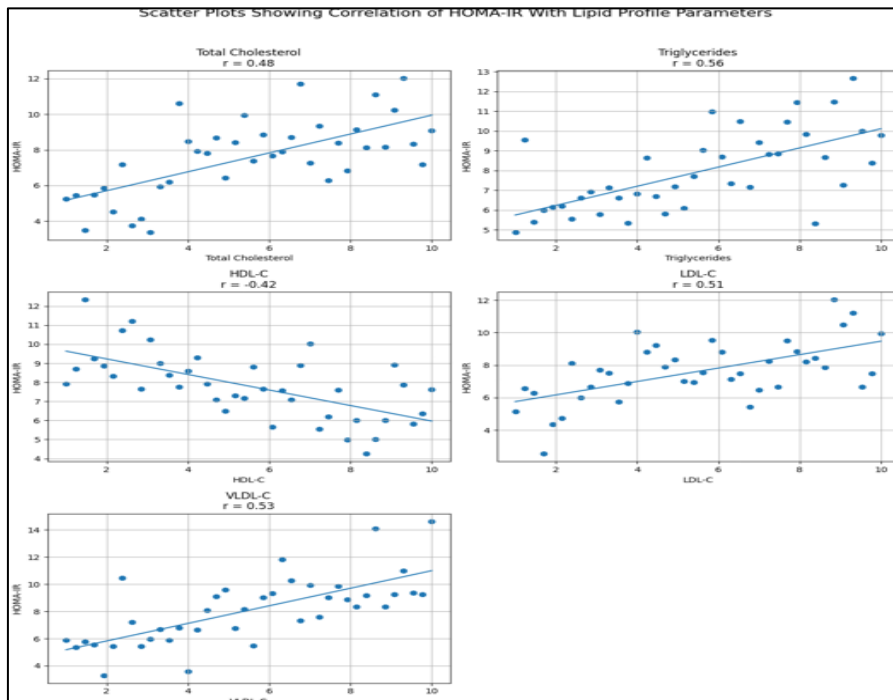 Scatter Plots Showing Correlation of HOMA-IR With Lipid Profile Parameters
Total Cholesterol
r = 0.48
HOMA-IR
12
10
8
6
4
2 4 6 8 10
Total Cholesterol
Triglycerides
r = 0.56
HOMA-IR
13
12
11
10
9
8
7
6
5
2 4 6 8 10
Triglycerides
HDL-C
r = -0.42
HOMA-IR
12
11
10
9
8
7
6
5
4
2 4 6 8 10
HDL-C
LDL-C
r = 0.51
HOMA-IR
12
10
8
6
4
2 4 6 8 10
LDL-C
VLDL-C
r = 0.53
HOMA-IR
14
12
10
8
6
4
2 4 6 8 10
VLDL-C